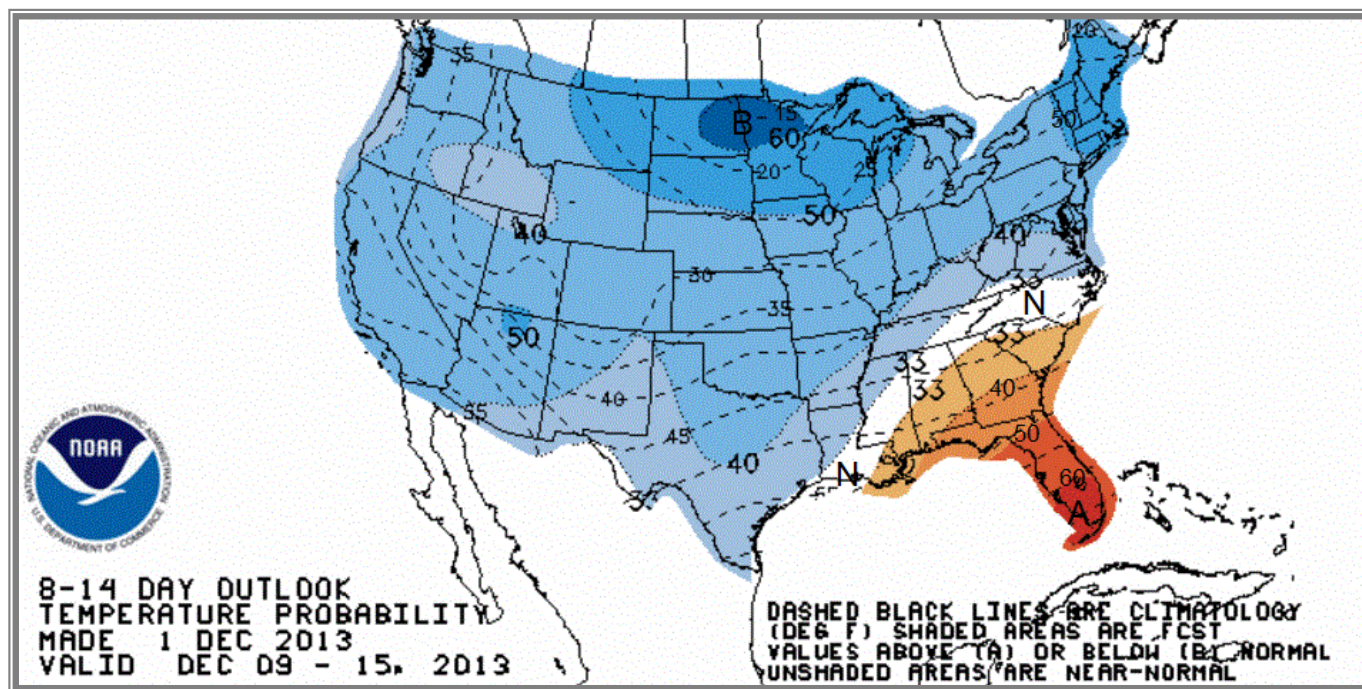 35
20
50
B
15
60
20
25
50
40
40
33
N
30
35
50
33
33
33
40
35
40
45
50
40
N
60
A
NATIONAL OCEANIC AND ATMOSPHERIC ADMINISTRATION
NOAA
U.S. DEPARTMENT OF COMMERCE
8-14 DAY OUTLOOK
TEMPERATURE PROBABILITY
MADE 1 DEC 2013
VALID DEC 09 - 15, 2013
DASHED BLACK LINES ARE CLIMATOLOGY
(DEG F) SHADED AREAS ARE FCST
VALUES ABOVE (A) OR BELOW (B) NORMAL
UNSHADED AREAS ARE NEAR-NORMAL